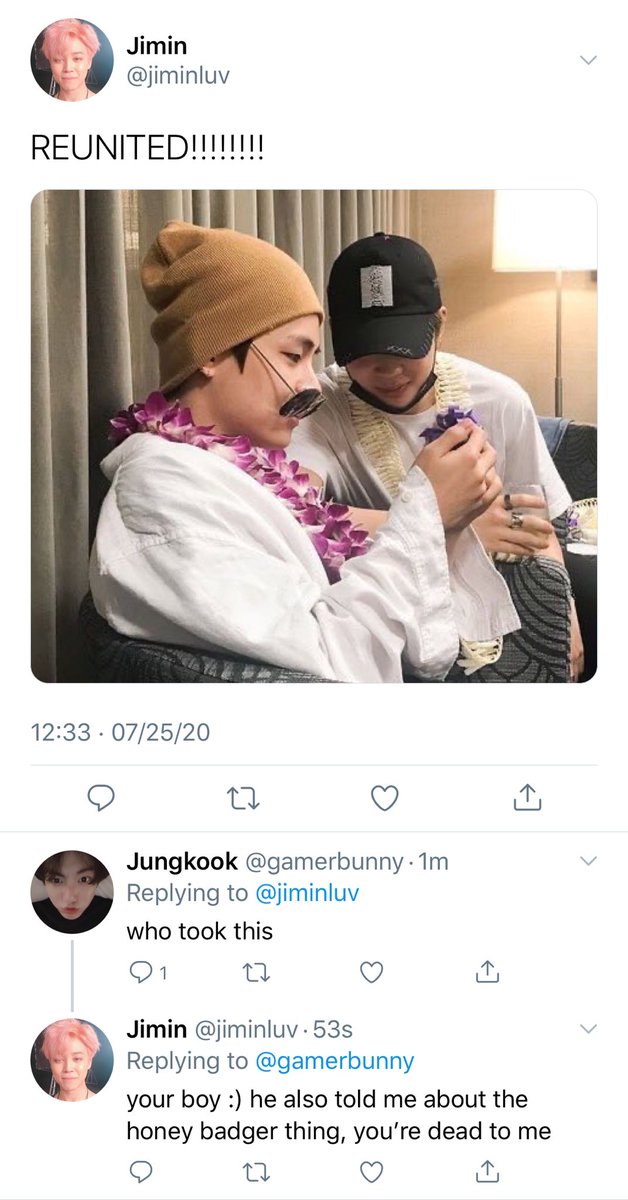 Jimin
@jiminluv
REUNITED!!!!!!!!
12:33 · 07/25/20
Jungkook @gamerbunny · 1m
Replying to @jiminluv
who took this
1
Jimin @jiminluv · 53s
Replying to @gamerbunny
your boy :) he also told me about the
honey badger thing, you’re dead to me